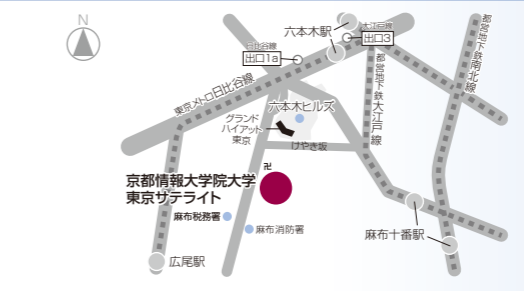 N
六本木駅
大江戸線
出口3
日比谷線
出口1a
都営地下鉄南北線
東京メトロ日比谷線
都営地下鉄大江戸線
六本木ヒルズ
グランド
ハイアット
東京
けやき坂
卍
京都情報大学院大学
東京サテライト
麻布税務署
麻布消防署
麻布十番駅
広尾駅